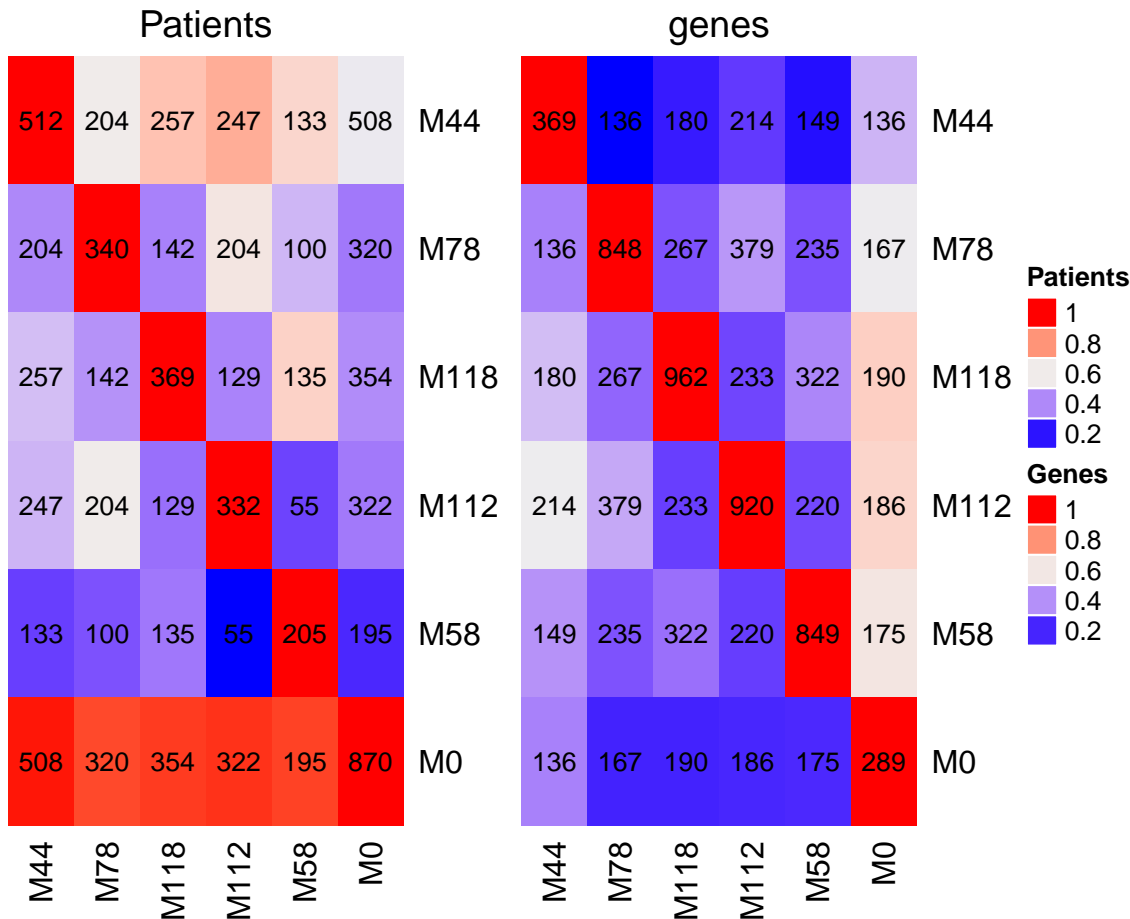 Patients genes
512 204 257 247 133 508 M44 369 136 180 214 149 136 M44
204 340 142 204 100 320 M78 136 848 267 379 235 167 M78
257 142 369 129 135 354 M118 180 267 962 233 322 190 M118
247 204 129 332 55 322 M112 214 379 233 920 220 186 M112
133 100 135 55 205 195 M58 149 235 322 220 849 175 M58
508 320 354 322 195 870 M0 136 167 190 186 175 289 M0
M44 M78 M118 M112 M58 M0 M44 M78 M118 M112 M58 M0
Patients
1
0.8
0.6
0.4
0.2
Genes
1
0.8
0.6
0.4
0.2